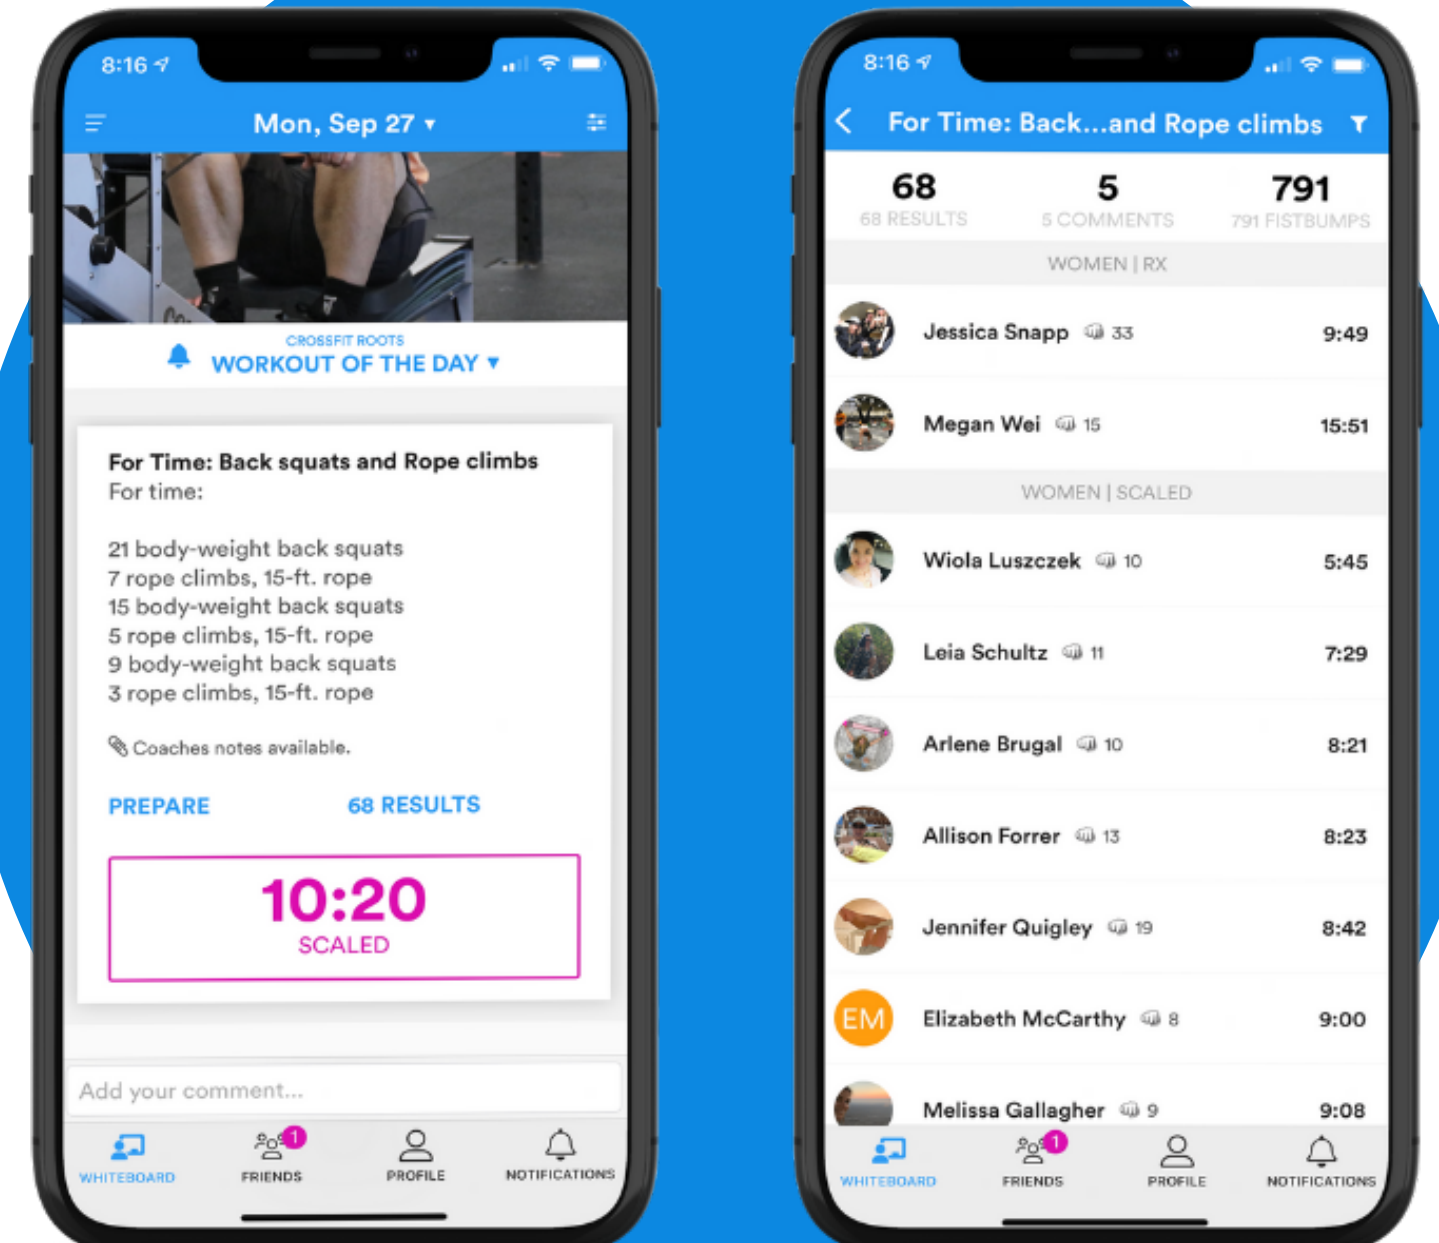 8:16
Mon, Sep 27 ▾
CROSSFIT ROOTS
WORKOUT OF THE DAY ▾
For Time: Back squats and Rope climbs
For time:
21 body-weight back squats
7 rope climbs, 15-ft. rope
15 body-weight back squats
5 rope climbs, 15-ft. rope
9 body-weight back squats
3 rope climbs, 15-ft. rope
Coaches notes available.
PREPARE 68 RESULTS
10:20
SCALED
Add your comment...
1
WHITEBOARD FRIENDS PROFILE NOTIFICATIONS
8:16
For Time: Back...and Rope climbs
68 5 791
68 RESULTS 5 COMMENTS 791 FISTBUMPS
WOMEN | RX
Jessica Snapp 33 9:49
Megan Wei 15 15:51
WOMEN | SCALED
Wiola Luszczek 10 5:45
Leia Schultz 11 7:29
Arlene Brugal 10 8:21
Allison Forrer 13 8:23
Jennifer Quigley 19 8:42
EM Elizabeth McCarthy 8 9:00
Melissa Gallagher 9 9:08
1
WHITEBOARD FRIENDS PROFILE NOTIFICATIONS